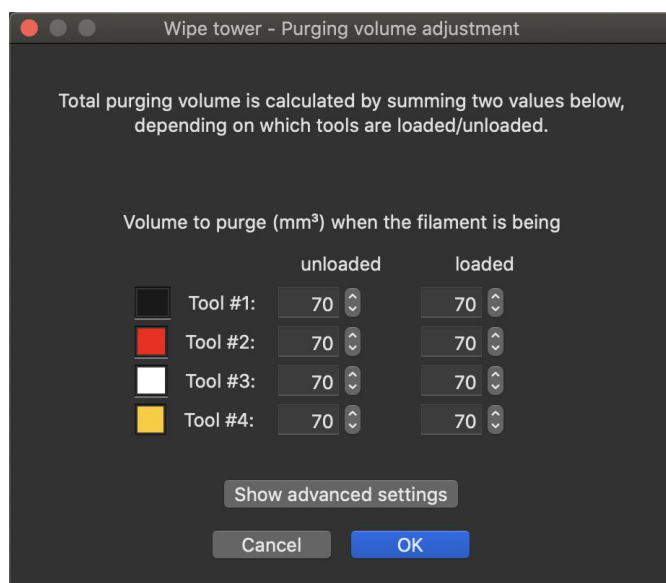 Wipe tower - Purging volume adjustment
Total purging volume is calculated by summing two values below,
depending on which tools are loaded/unloaded.
Volume to purge (mm³) when the filament is being
unloaded loaded
Tool #1: 70 70
Tool #2: 70 70
Tool #3: 70 70
Tool #4: 70 70
Show advanced settings
Cancel OK